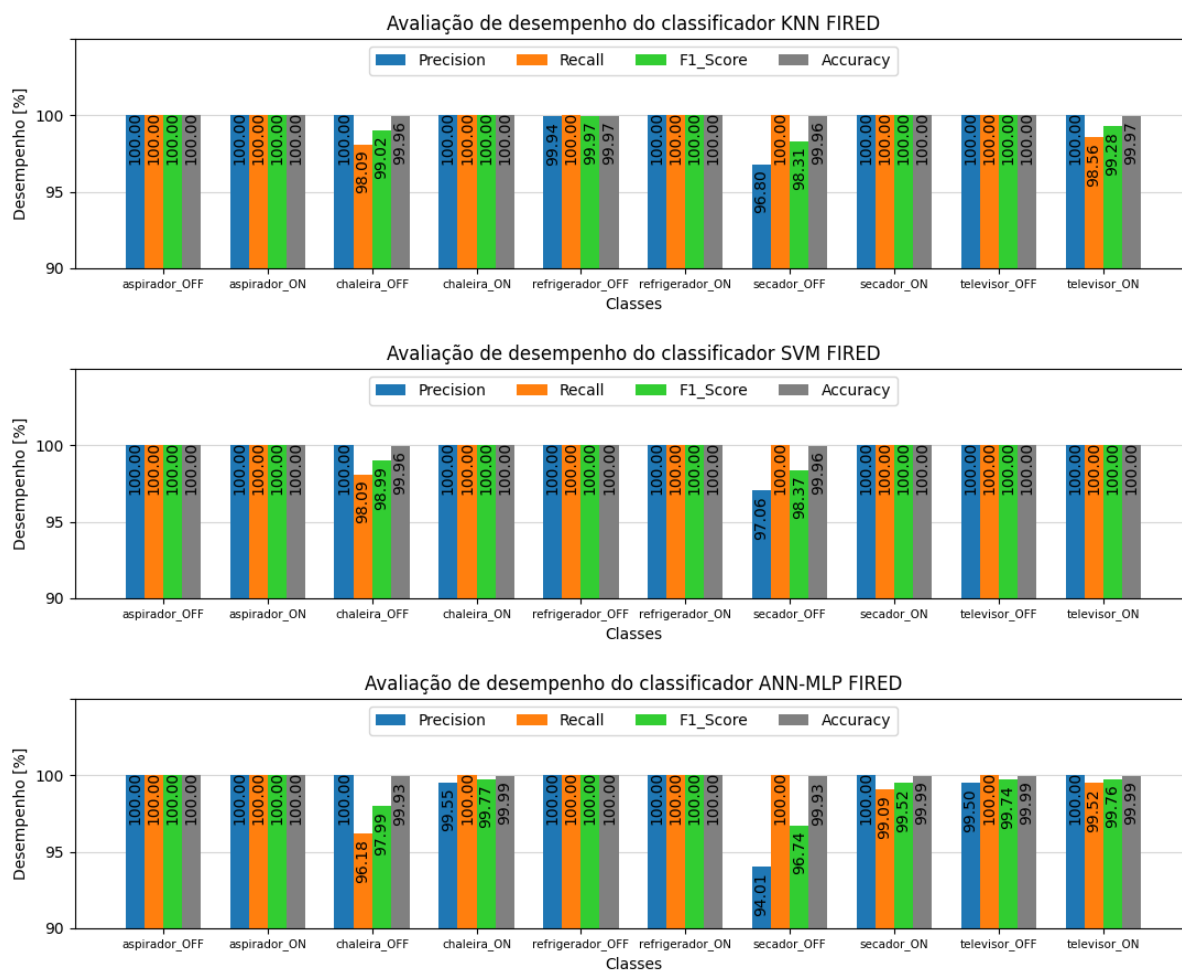 Avaliação de desempenho do classificador KNN FIRED
Precision Recall F1_Score Accuracy
Desempenho [%]
100
95
90
100.00 100.00 100.00 100.00
100.00 100.00 100.00 100.00
100.00 98.09 99.02 99.96
100.00 100.00 100.00 100.00
99.94 100.00 99.97 99.97
100.00 100.00 100.00 100.00
96.80 100.00 98.31 99.96
100.00 100.00 100.00 100.00
100.00 100.00 100.00 100.00
100.00 98.56 99.28 99.97
aspirador_OFF aspirador_ON chaleira_OFF chaleira_ON refrigerador_OFF refrigerador_ON secador_OFF secador_ON televisor_OFF televisor_ON
Classes
Avaliação de desempenho do classificador SVM FIRED
Precision Recall F1_Score Accuracy
Desempenho [%]
100
95
90
100.00 100.00 100.00 100.00
100.00 100.00 100.00 100.00
100.00 98.09 98.99 99.96
100.00 100.00 100.00 100.00
100.00 100.00 100.00 100.00
100.00 100.00 100.00 100.00
97.06 100.00 98.37 99.96
100.00 100.00 100.00 100.00
100.00 100.00 100.00 100.00
100.00 100.00 100.00 100.00
aspirador_OFF aspirador_ON chaleira_OFF chaleira_ON refrigerador_OFF refrigerador_ON secador_OFF secador_ON televisor_OFF televisor_ON
Classes
Avaliação de desempenho do classificador ANN-MLP FIRED
Precision Recall F1_Score Accuracy
Desempenho [%]
100
95
90
100.00 100.00 100.00 100.00
100.00 100.00 100.00 100.00
100.00 96.18 97.99 99.93
99.55 100.00 99.77 99.99
100.00 100.00 100.00 100.00
100.00 100.00 100.00 100.00
94.01 100.00 96.74 99.93
100.00 99.09 99.52 99.99
99.50 100.00 99.74 99.99
100.00 99.52 99.76 99.99
aspirador_OFF aspirador_ON chaleira_OFF chaleira_ON refrigerador_OFF refrigerador_ON secador_OFF secador_ON televisor_OFF televisor_ON
Classes